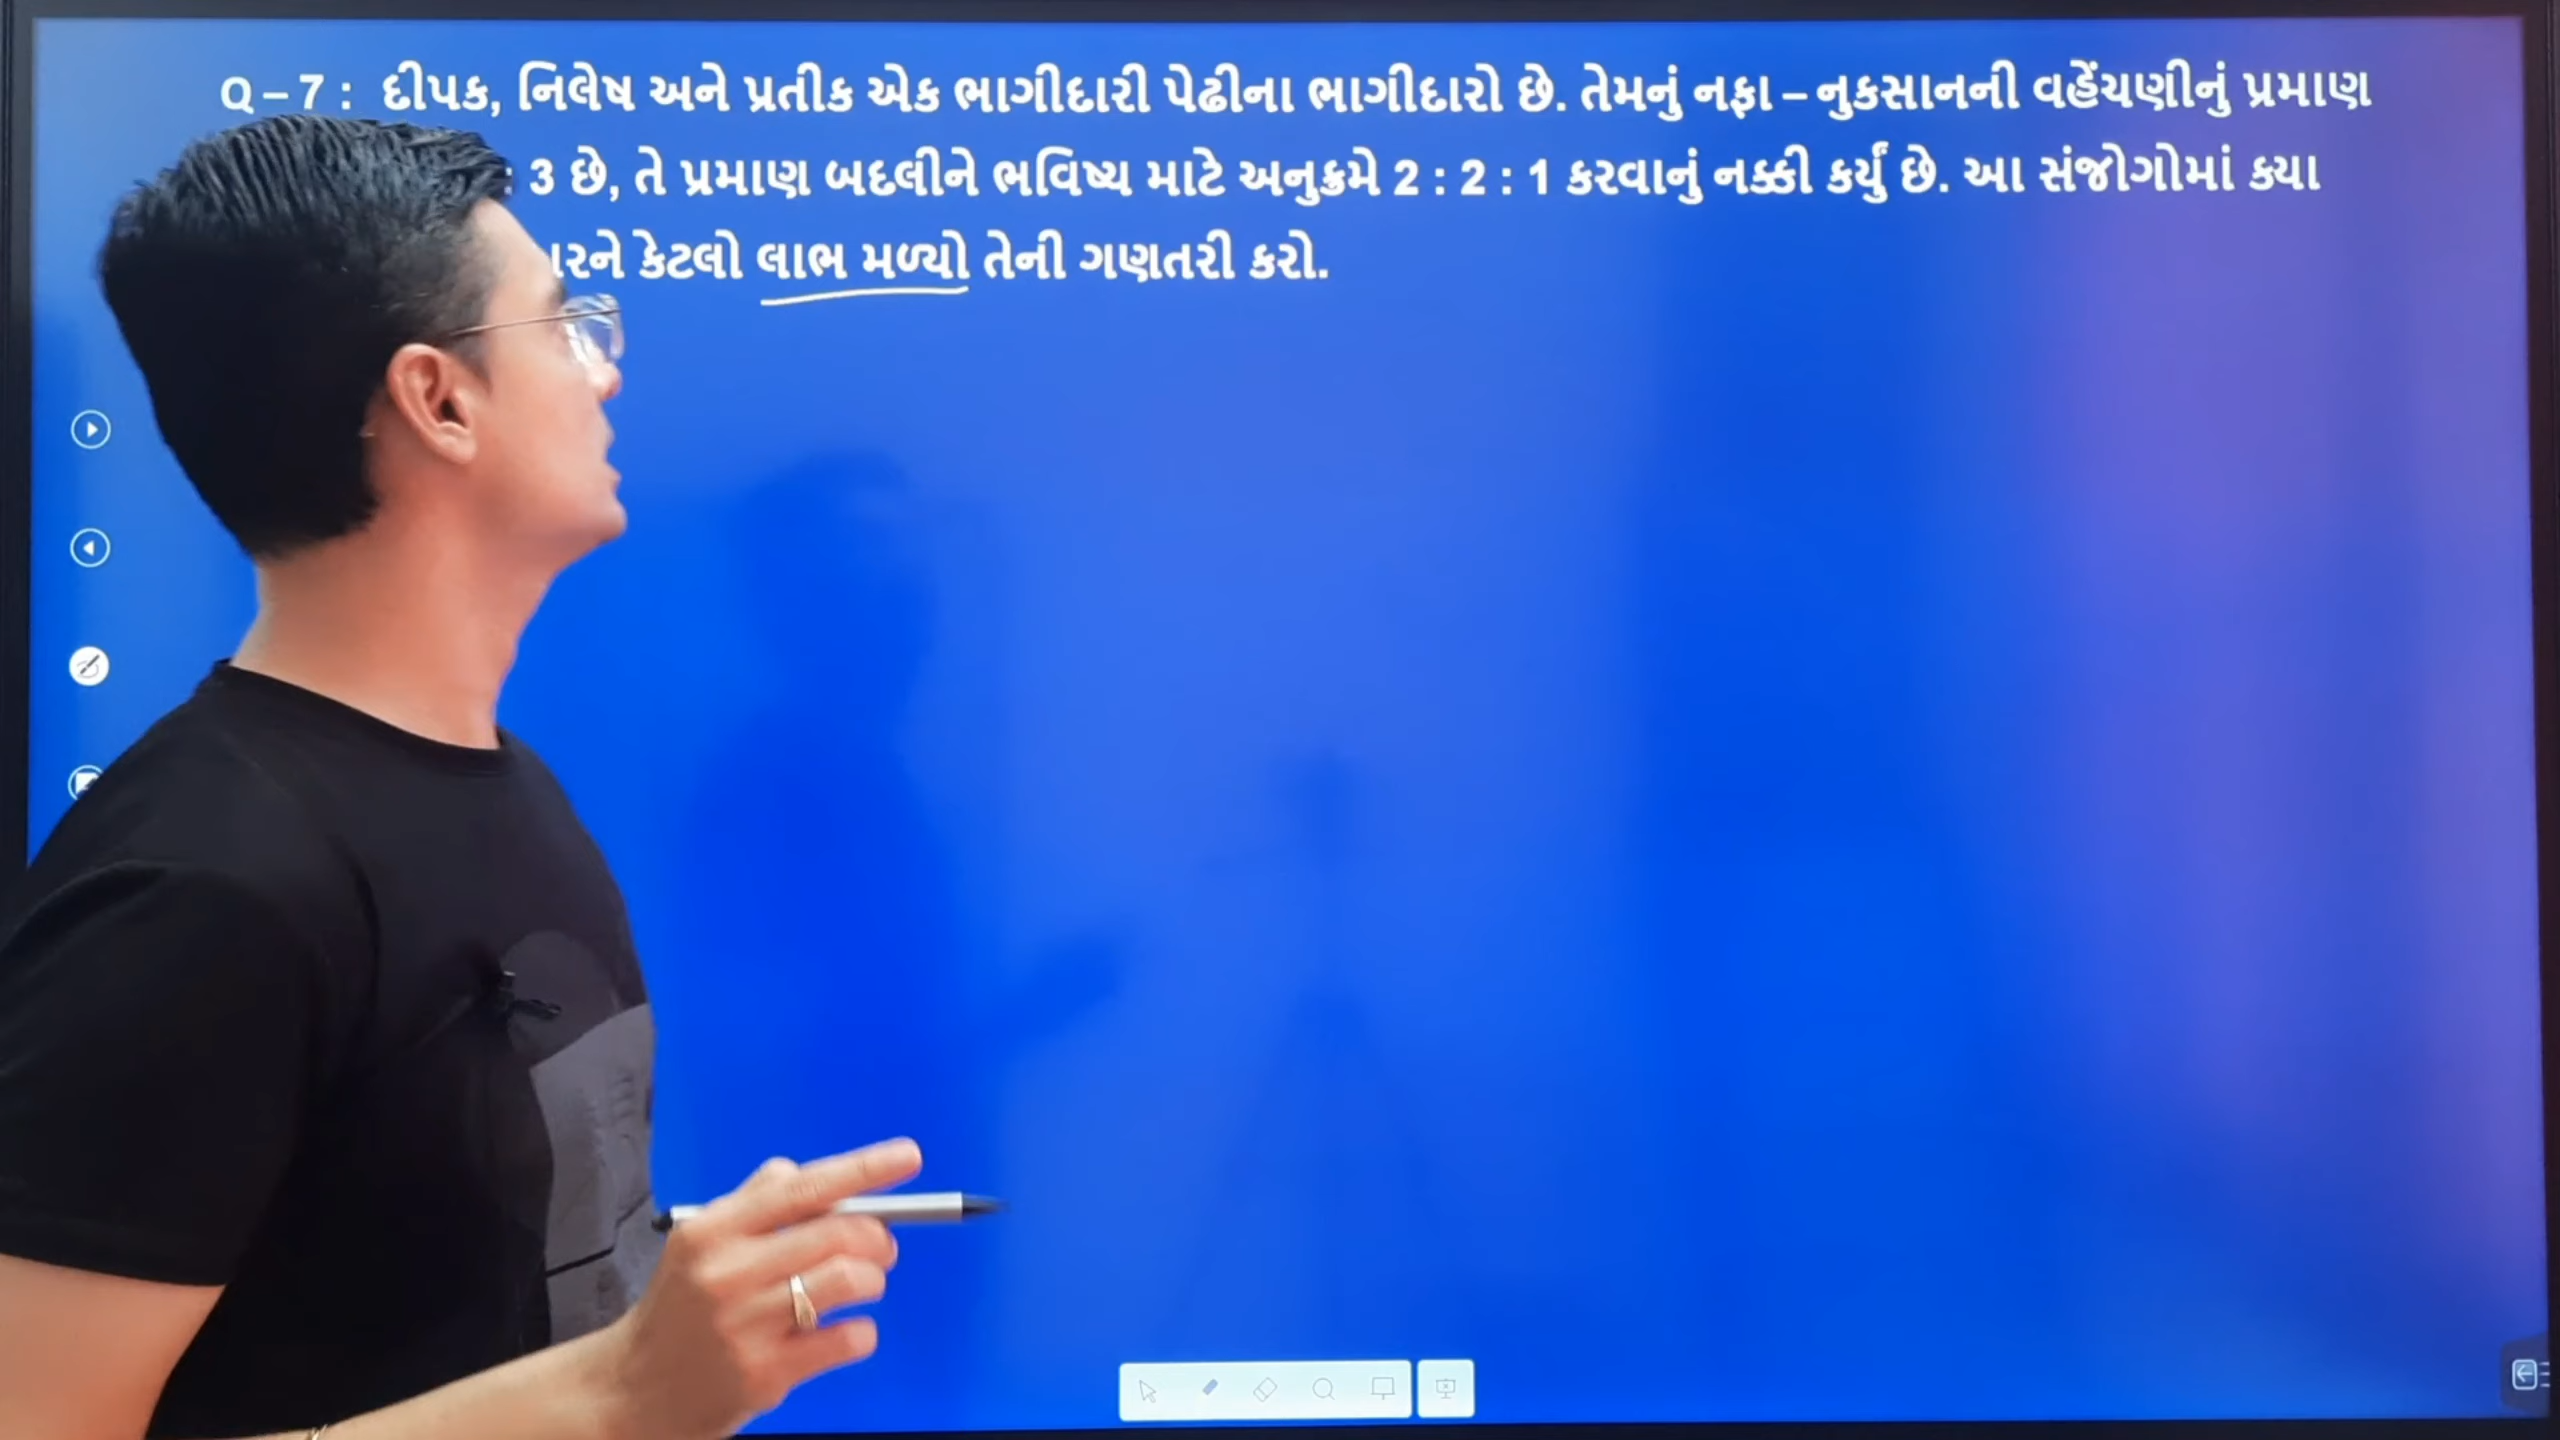 Q – 7 : દીપક, નિલેષ અને પ્રતીક એક ભાગીદારી પેઢીના ભાગીદારો છે. તેમનું નફા – નુકસાનની વહેંચણીનું પ્રમાણ
: 3 છે, તે પ્રમાણ બદલીને ભવિષ્ય માટે અનુક્રમે 2 : 2 : 1 કરવાનું નક્કી કર્યું છે. આ સંજોગોમાં ક્યા
કેટલો લાભ મળ્યો તેની ગણતરી કરો.